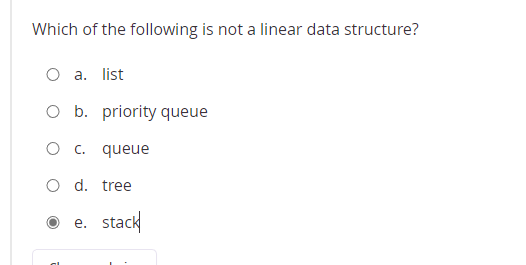 Which of the following is not a linear data structure?
a. list
b. priority queue
c. queue
d. tree
e. stack